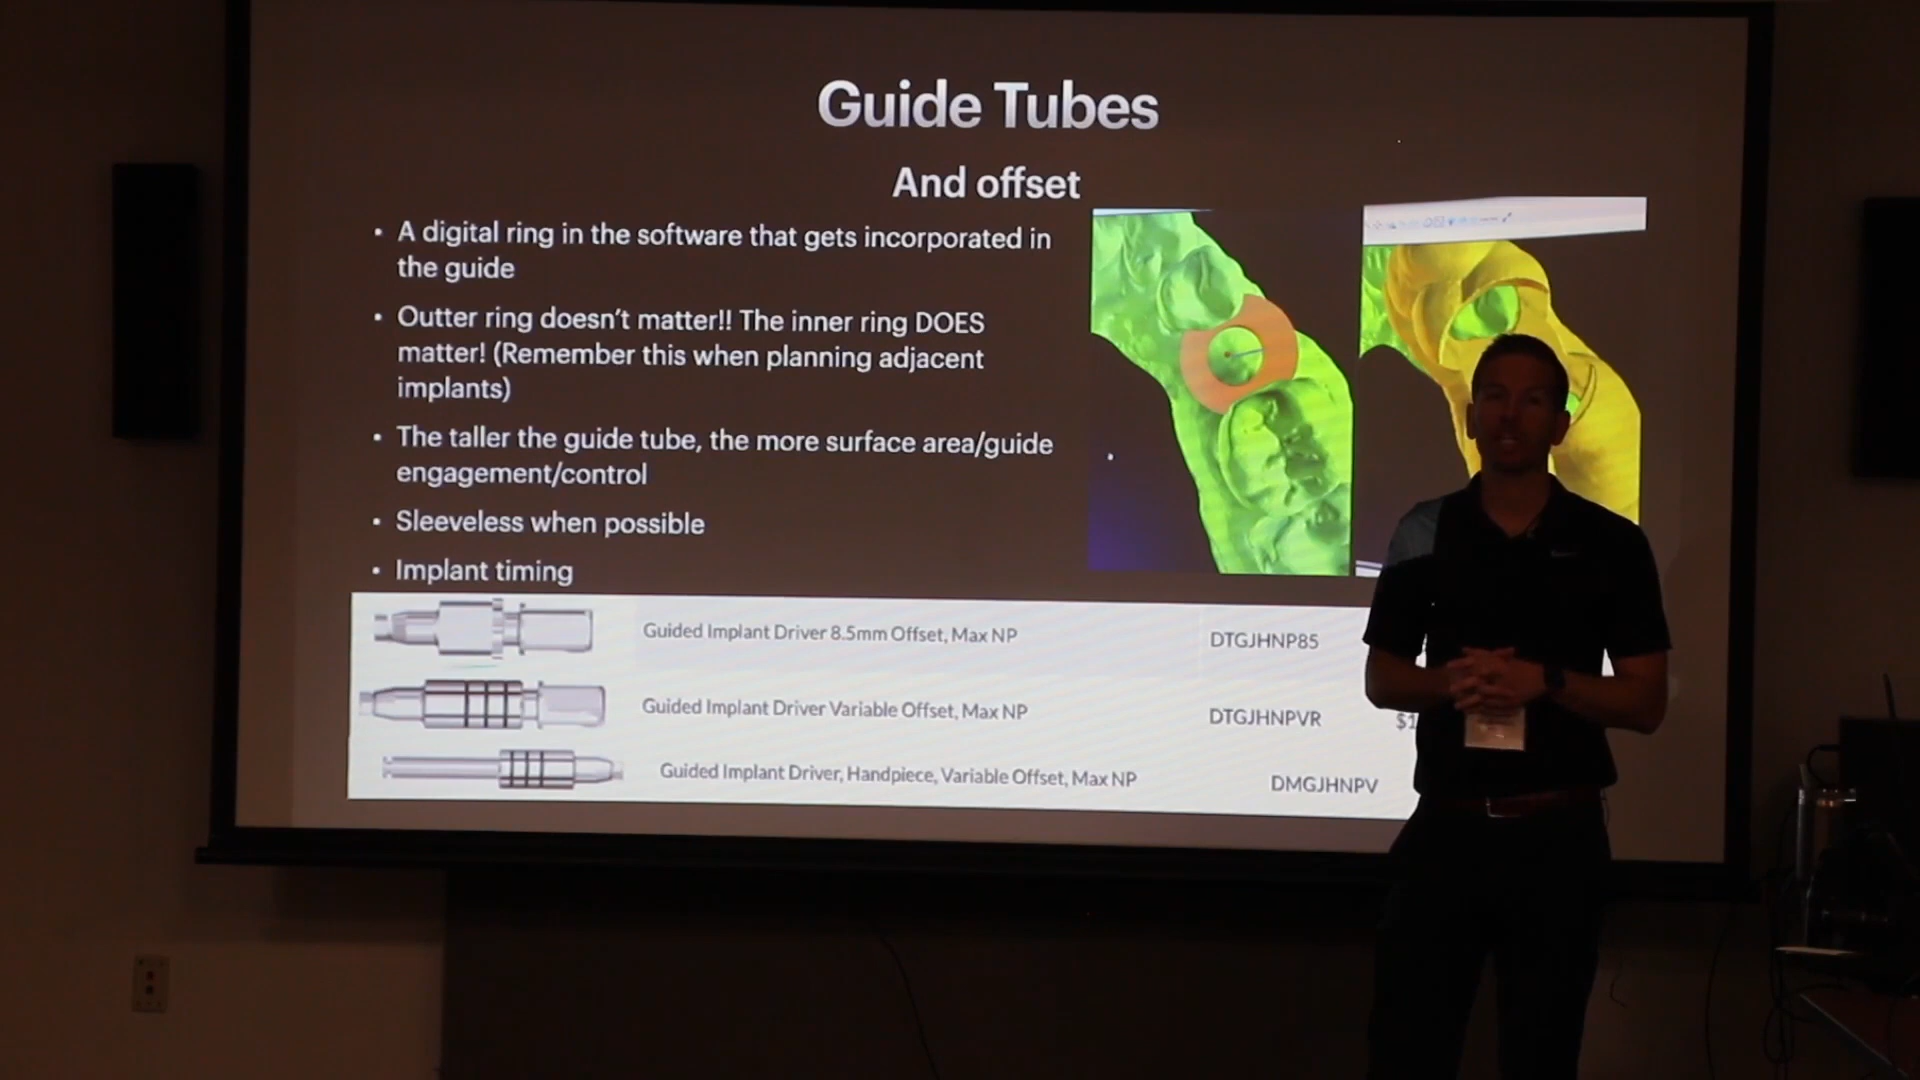 Guide Tubes
And offset
• A digital ring in the software that gets incorporated in
the guide
• Outter ring doesn't matter!! The inner ring DOES
matter! (Remember this when planning adjacent
implants)
• The taller the guide tube, the more surface area/guide
engagement/control
• Sleeveless when possible
• Implant timing
Guided Implant Driver 8.5mm Offset, Max NP DTGJHNP85
Guided Implant Driver Variable Offset, Max NP DTGJHNPVR $1
Guided Implant Driver, Handpiece, Variable Offset, Max NP DMGJHNPV